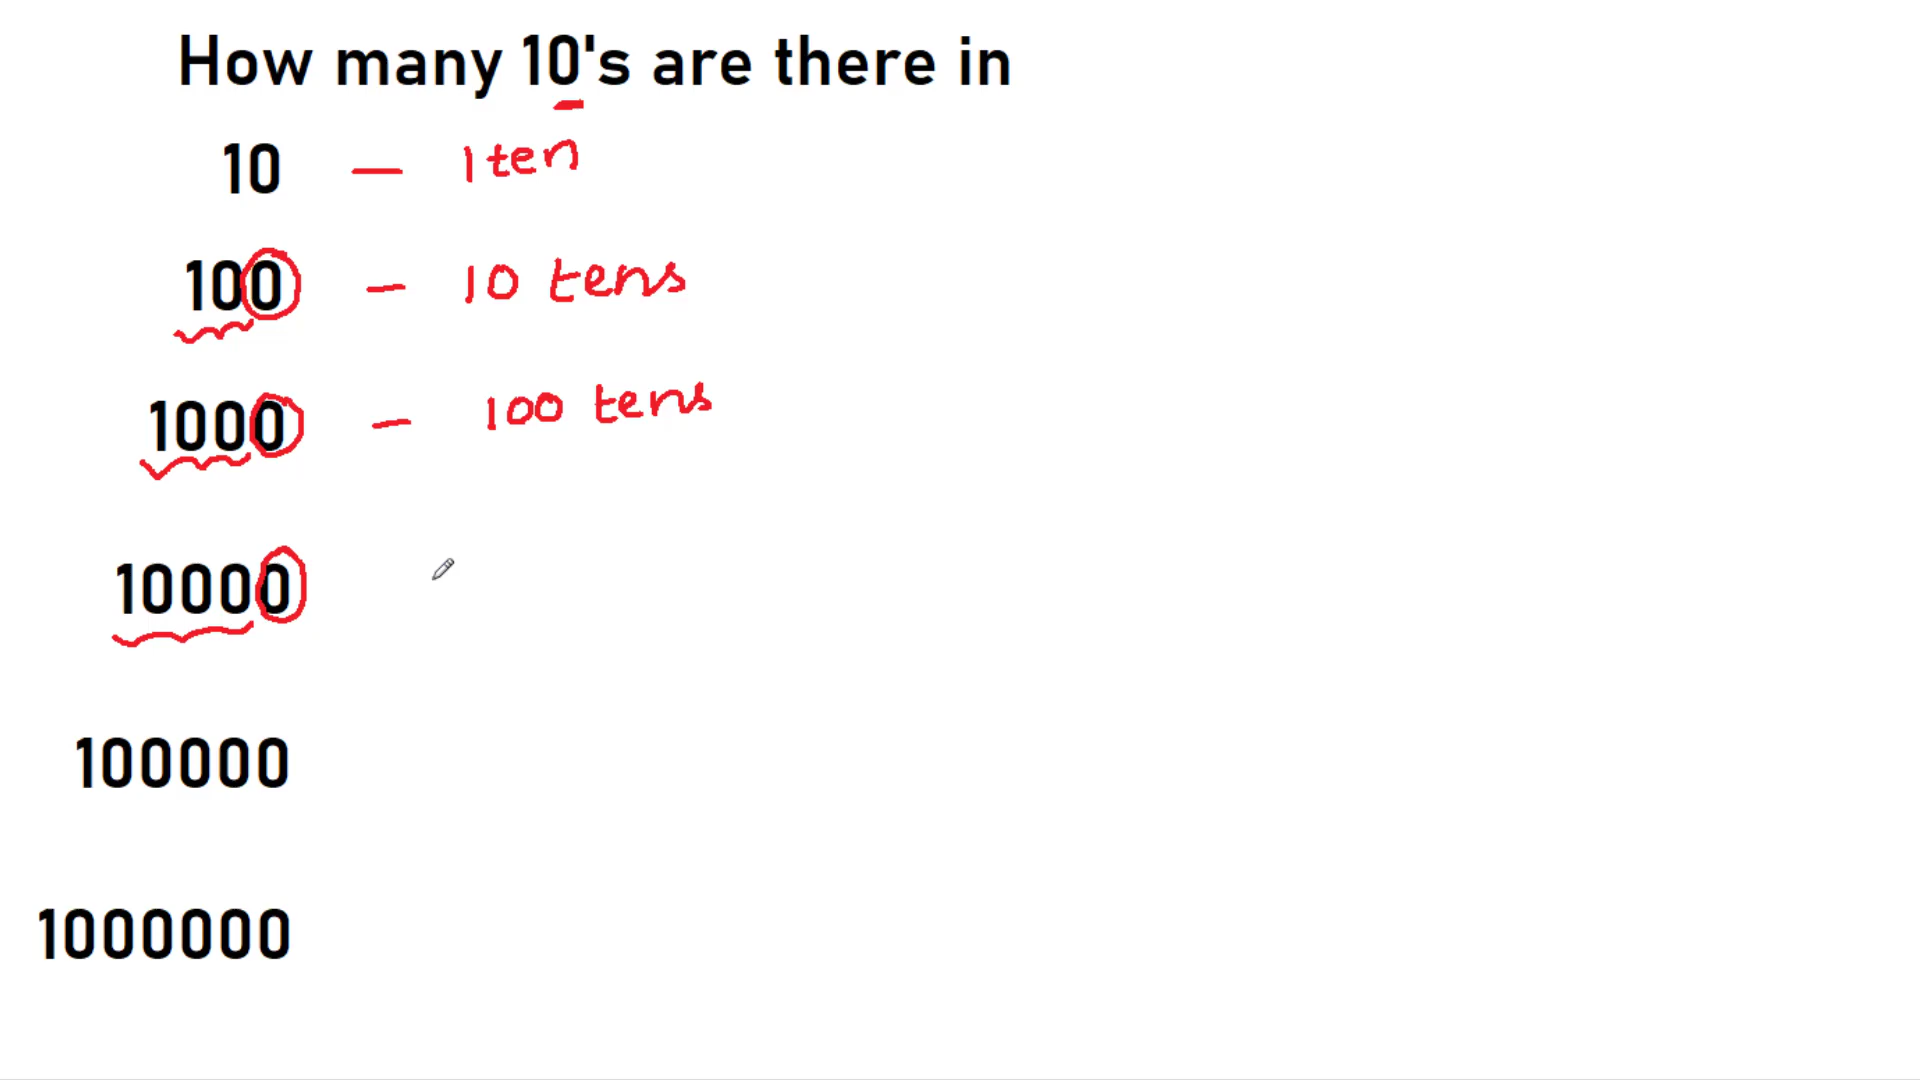 How many 10's are there in
10 — 1 ten
100 — 10 tens
1000 — 100 tens
10000
100000
1000000